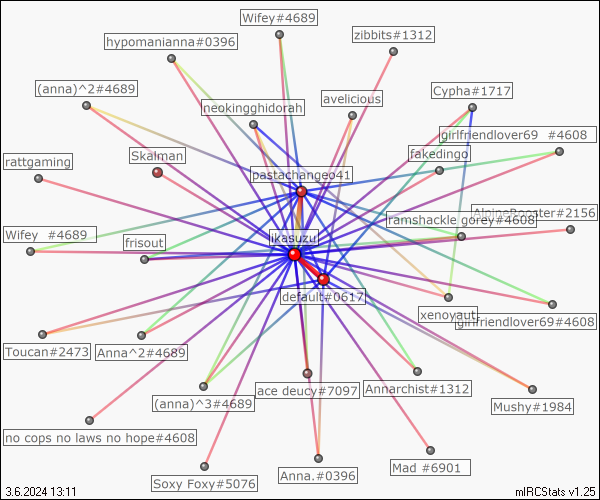 Wifey#4689
zibbits#1312
hypomanianna#0396
(anna)^2#4689
Cypha#1717
avelicious
neokingghidorah
girlfriendlover69 #4608
Skalman
fakedingo
rattgaming
pastachangeo41
AlpineRooster#2156
ramshackle gorey#4608
Wifey #4689
ikasuzu
frisout
default#0617
xenoyaut
girlfriendlover69#4608
Toucan#2473
Anna^2#4689
ace deucy#7097
Annarchist#1312
(anna)^3#4689
Mushy#1984
no cops no laws no hope#4608
Mad #6901
Anna.#0396
Soxy Foxy#5076
3.6.2024 13:11
mIRCStats v1.25